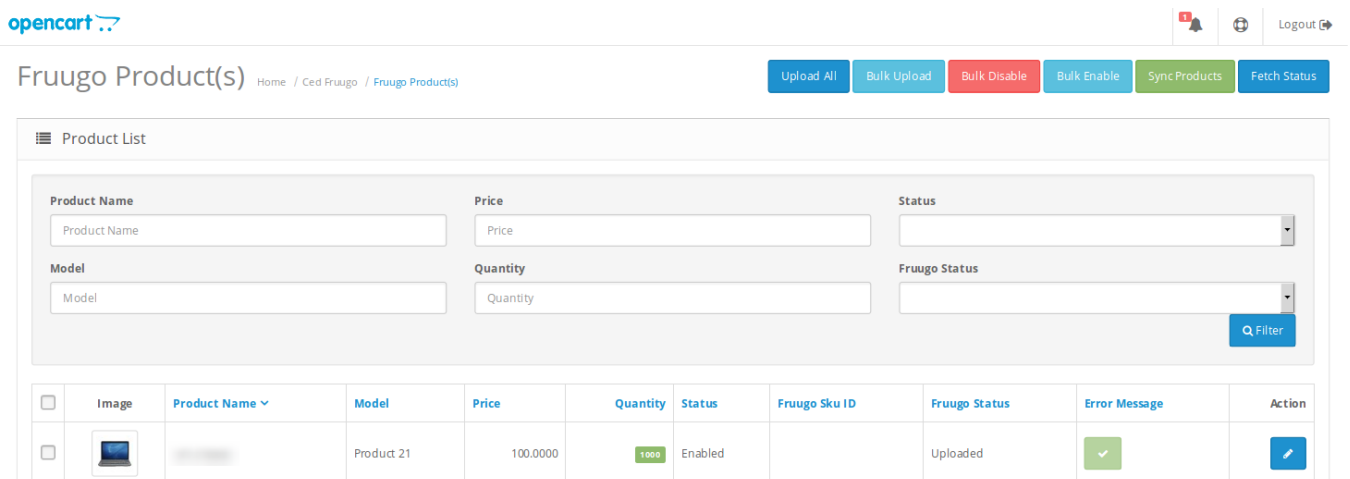 opencart
1
Logout
Fruugo Product(s) Home / Ced Fruugo / Fruugo Product(s)
Upload All Bulk Upload Bulk Disable Bulk Enable Sync Products Fetch Status
Product List
Product Name Price Status
Product Name Price
Model Quantity Fruugo Status
Model Quantity
Filter
Image Product Name Model Price Quantity Status Fruugo Sku ID Fruugo Status Error Message Action
Product 21 100.0000 1000 Enabled Uploaded